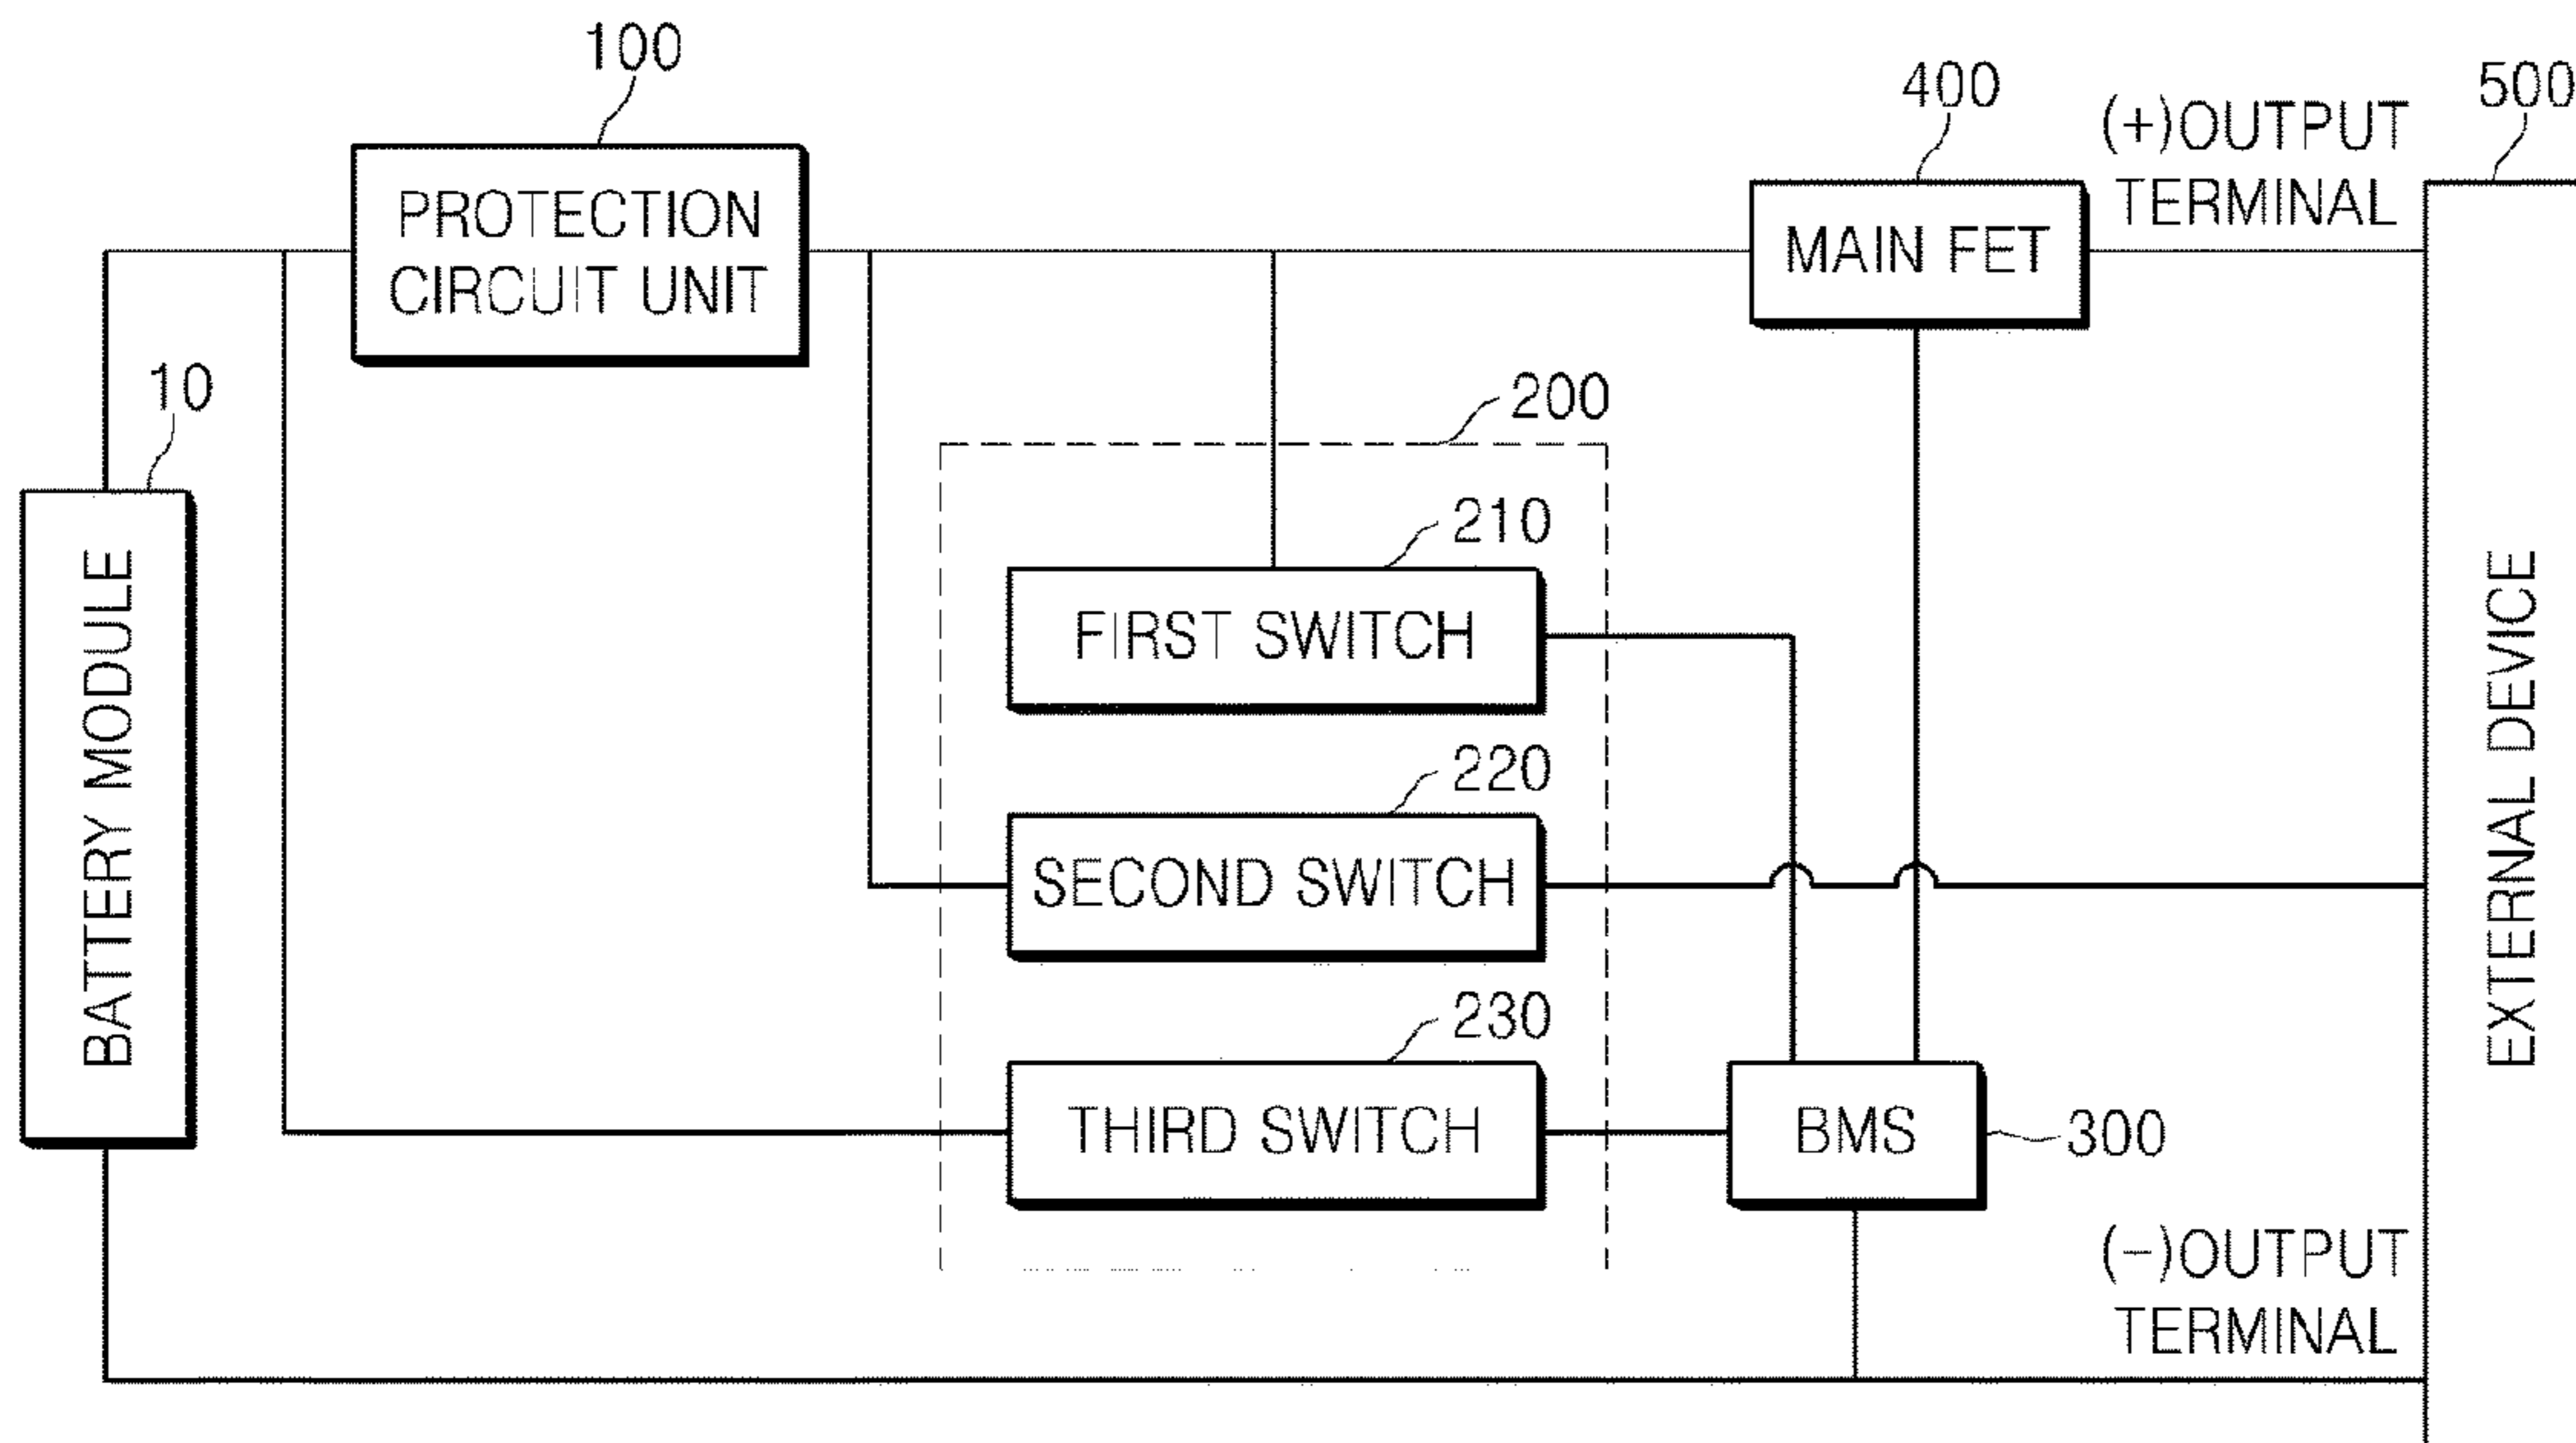 100
PROTECTION
CIRCUIT UNIT
400
MAIN FET
(+)OUTPUT
TERMINAL
500
10
BATTERY MODULE
200
210
FIRST SWITCH
220
SECOND SWITCH
230
THIRD SWITCH
BMS
300
EXTERNAL DEVICE
(−)OUTPUT
TERMINAL